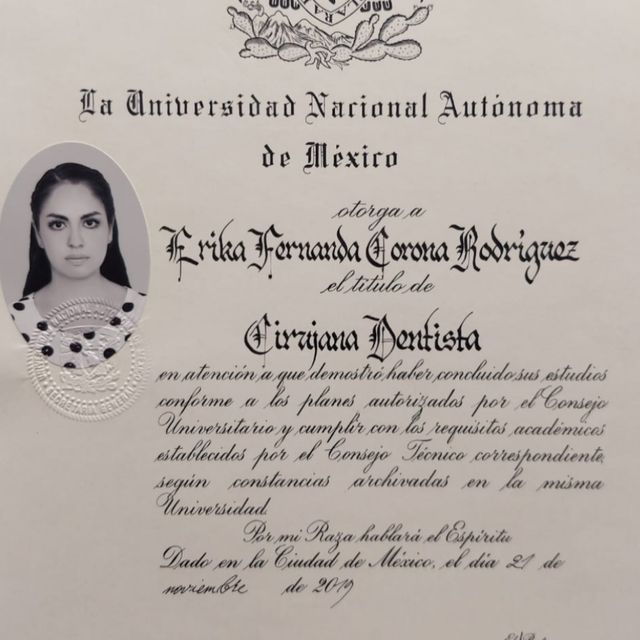 La Universidad Nacional Autónoma
de México
otorga a
Erika Fernanda Corona Rodríguez
el título de
Cirujana Dentista
en atención a que demostró haber concluido sus estudios
conforme a los planes autorizados por el Consejo
Universitario y cumplir con los requisitos académicos
establecidos por el Consejo Técnico correspondiente,
según constancias archivadas en la misma
Universidad.
Por mi Raza hablará el Espíritu
Dado en la Ciudad de México, el día 21 de
noviembre de 2019